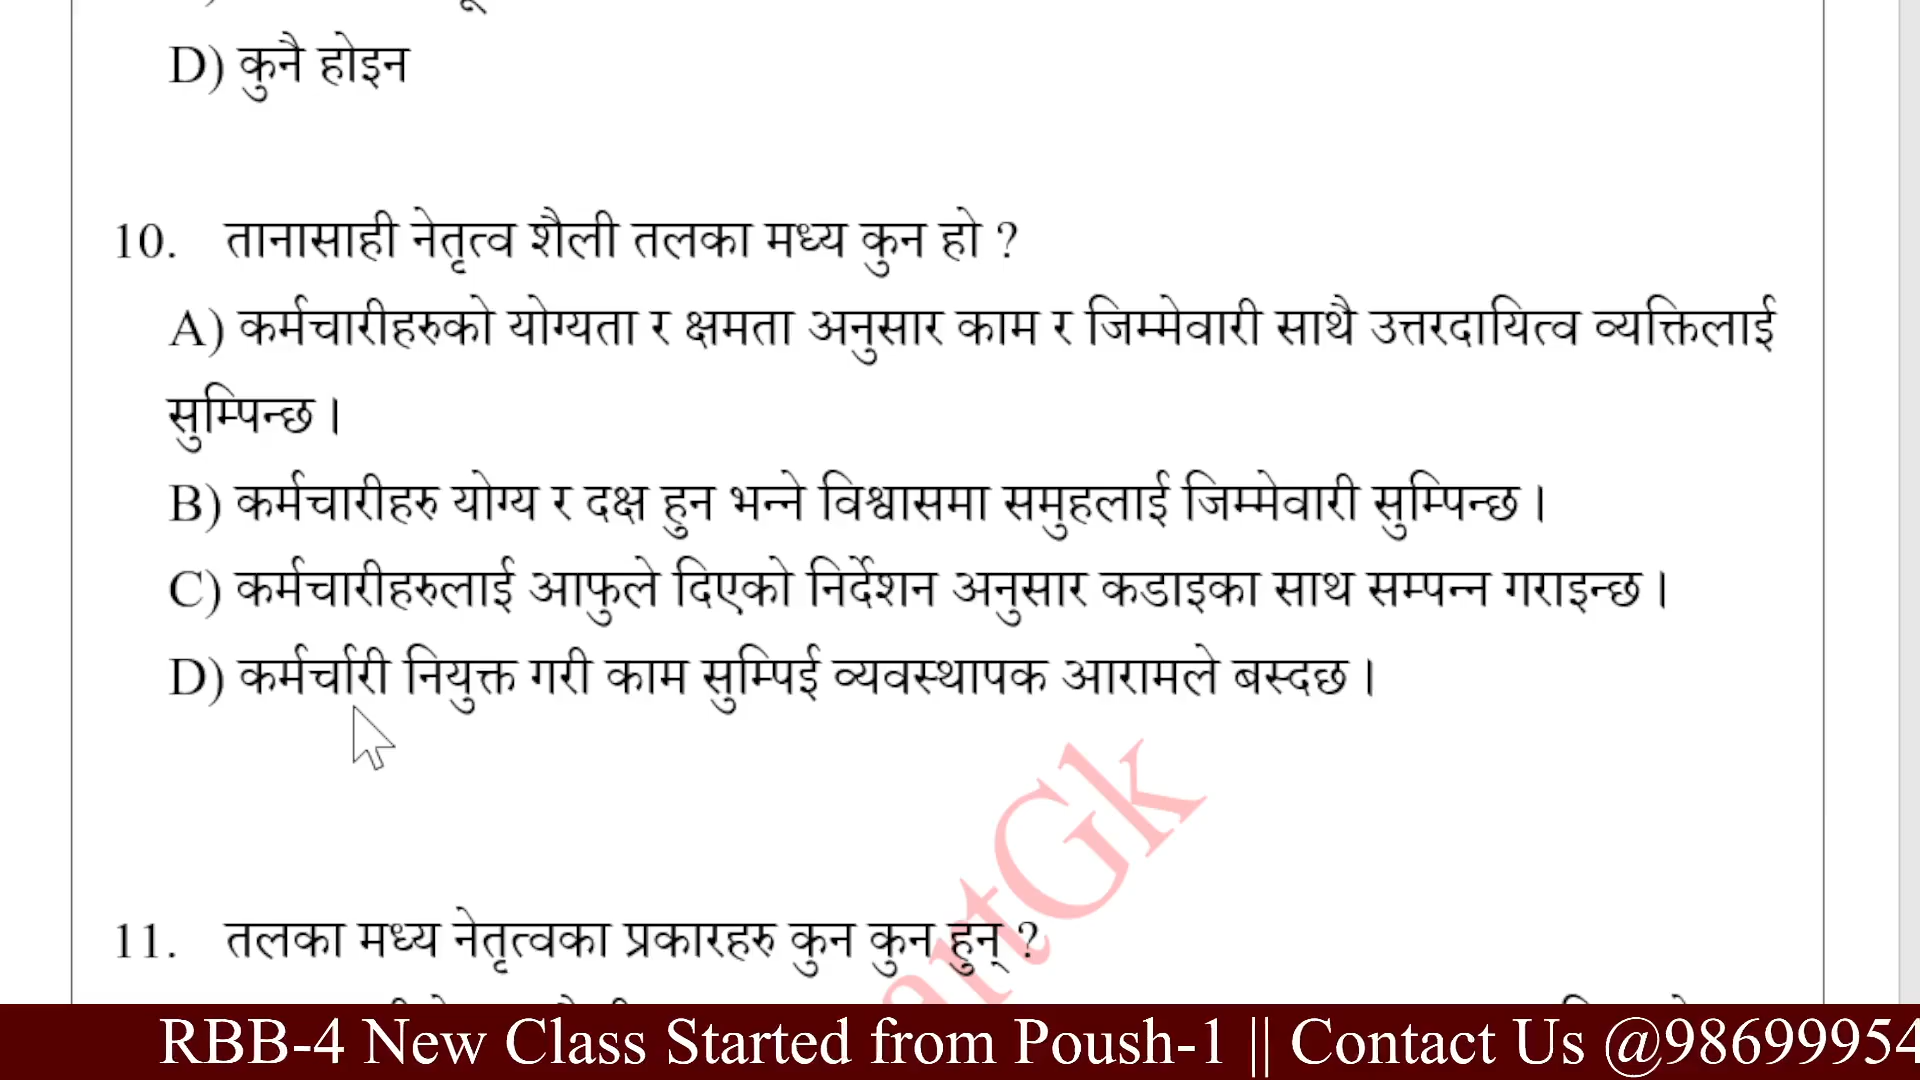 D) कुनै होइन
10. तानासाही नेतृत्व शैली तलका मध्य कुन हो ?
A) कर्मचारीहरुको योग्यता र क्षमता अनुसार काम र जिम्मेवारी साथै उत्तरदायित्व व्यक्तिलाई
सुम्पिन्छ ।
B) कर्मचारीहरु योग्य र दक्ष हुन भन्ने विश्वासमा समुहलाई जिम्मेवारी सुम्पिन्छ ।
C) कर्मचारीहरुलाई आफुले दिएको निर्देशन अनुसार कडाइका साथ सम्पन्न गराइन्छ ।
D) कर्मर्चारी नियुक्त गरी काम सुम्पिई व्यवस्थापक आरामले बस्दछ ।
artGk
11. तलका मध्य नेतृत्वका प्रकारहरु कुन कुन हुन् ?
RBB-4 New Class Started from Poush-1 || Contact Us @98699954